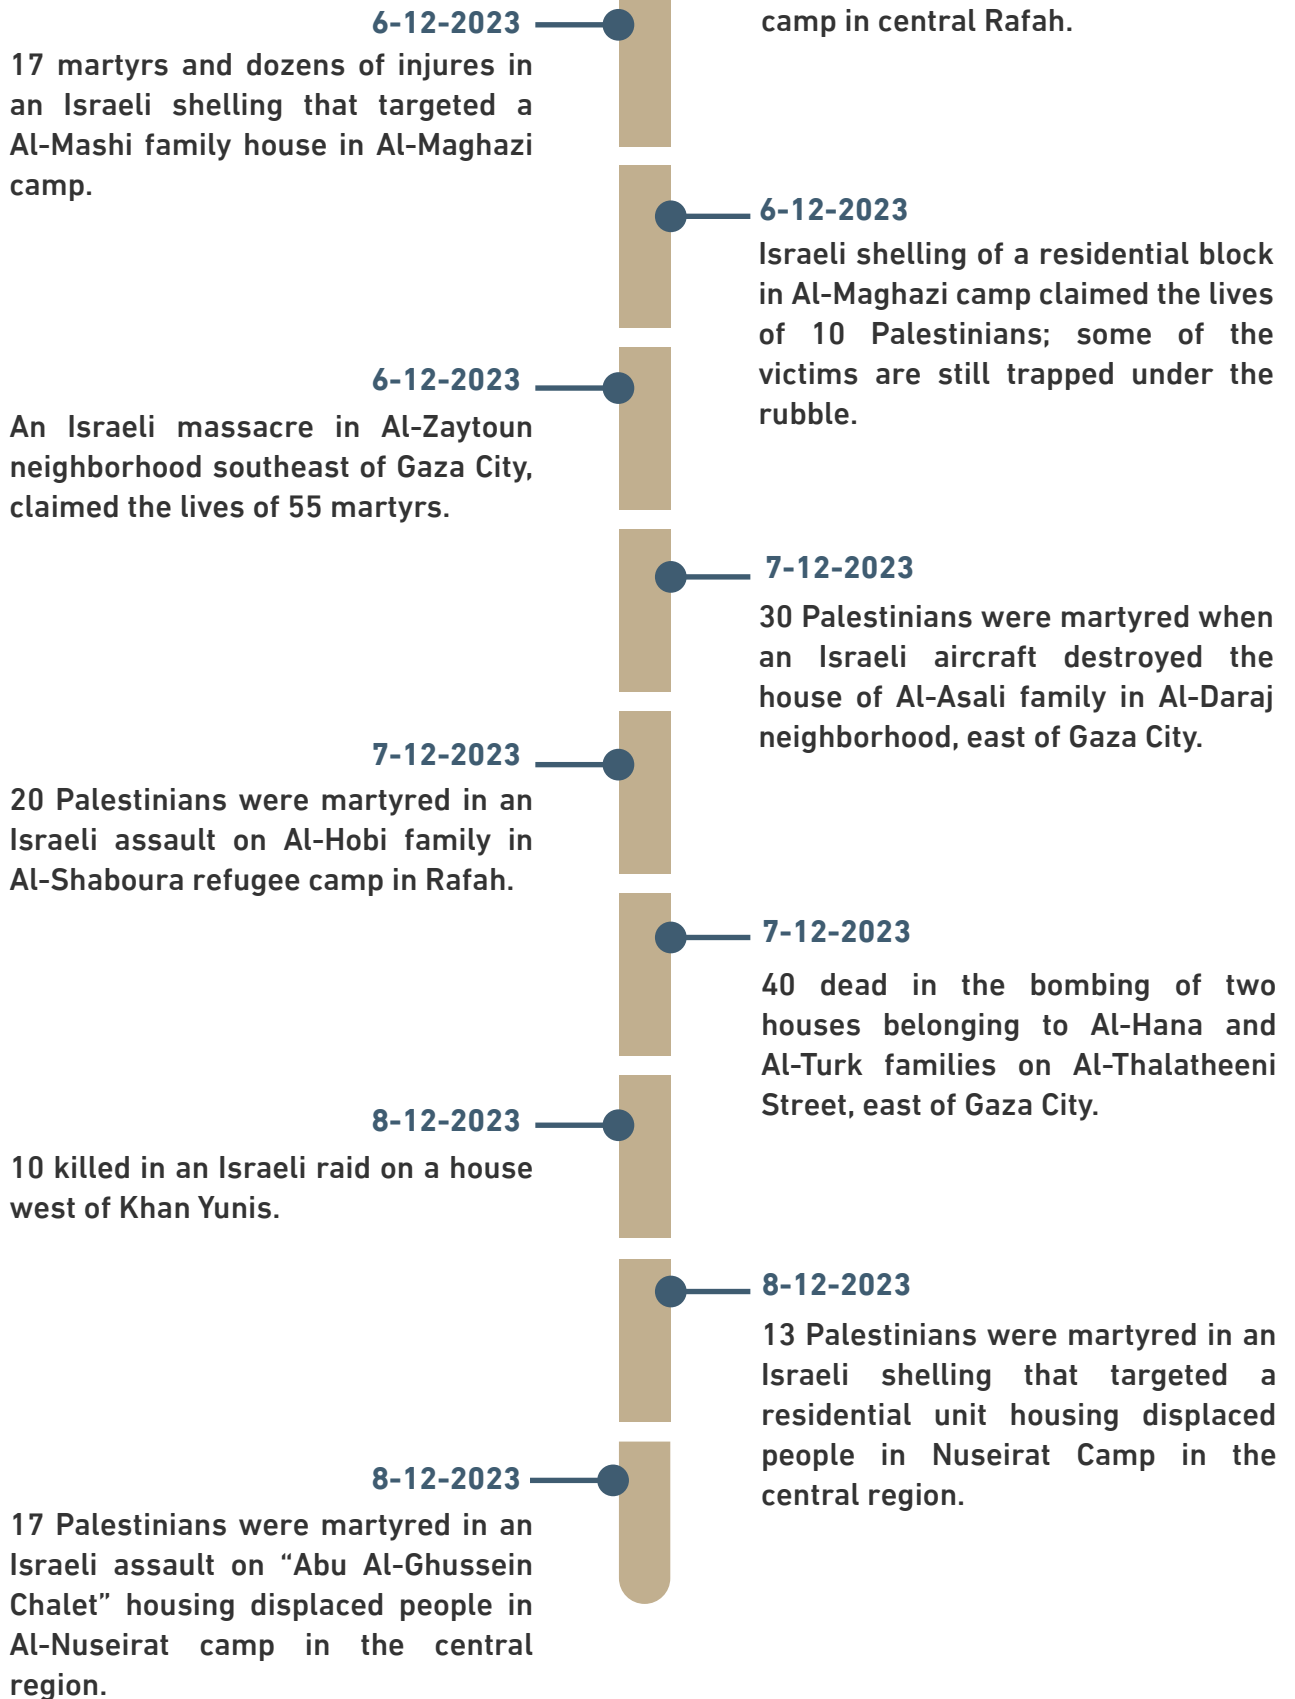 camp in central Rafah.
6-12-2023
17 martyrs and dozens of injures in
an Israeli shelling that targeted a
Al-Mashi family house in Al-Maghazi
camp.
6-12-2023
Israeli shelling of a residential block
in Al-Maghazi camp claimed the lives
of 10 Palestinians; some of the
victims are still trapped under the
rubble.
6-12-2023
An Israeli massacre in Al-Zaytoun
neighborhood southeast of Gaza City,
claimed the lives of 55 martyrs.
7-12-2023
30 Palestinians were martyred when
an Israeli aircraft destroyed the
house of Al-Asali family in Al-Daraj
neighborhood, east of Gaza City.
7-12-2023
20 Palestinians were martyred in an
Israeli assault on Al-Hobi family in
Al-Shaboura refugee camp in Rafah.
7-12-2023
40 dead in the bombing of two
houses belonging to Al-Hana and
Al-Turk families on Al-Thalatheeni
Street, east of Gaza City.
8-12-2023
10 killed in an Israeli raid on a house
west of Khan Yunis.
8-12-2023
13 Palestinians were martyred in an
Israeli shelling that targeted a
residential unit housing displaced
people in Nuseirat Camp in the
central region.
8-12-2023
17 Palestinians were martyred in an
Israeli assault on “Abu Al-Ghussein
Chalet” housing displaced people in
Al-Nuseirat camp in the central
region.